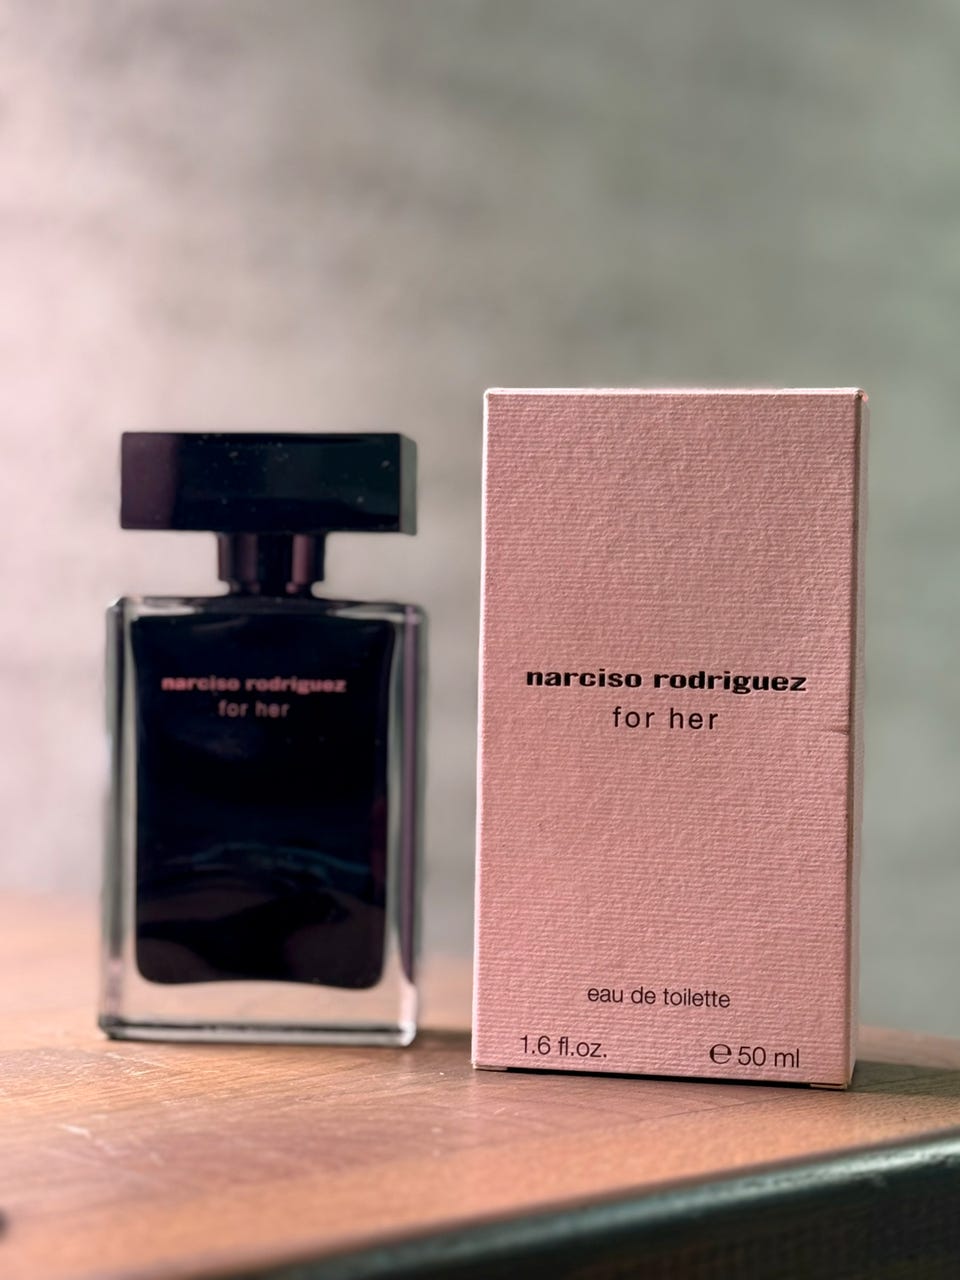 narciso rodriguez
for her
narciso rodriguez
for her
eau de toilette
1.6 fl.oz. ℮ 50 ml